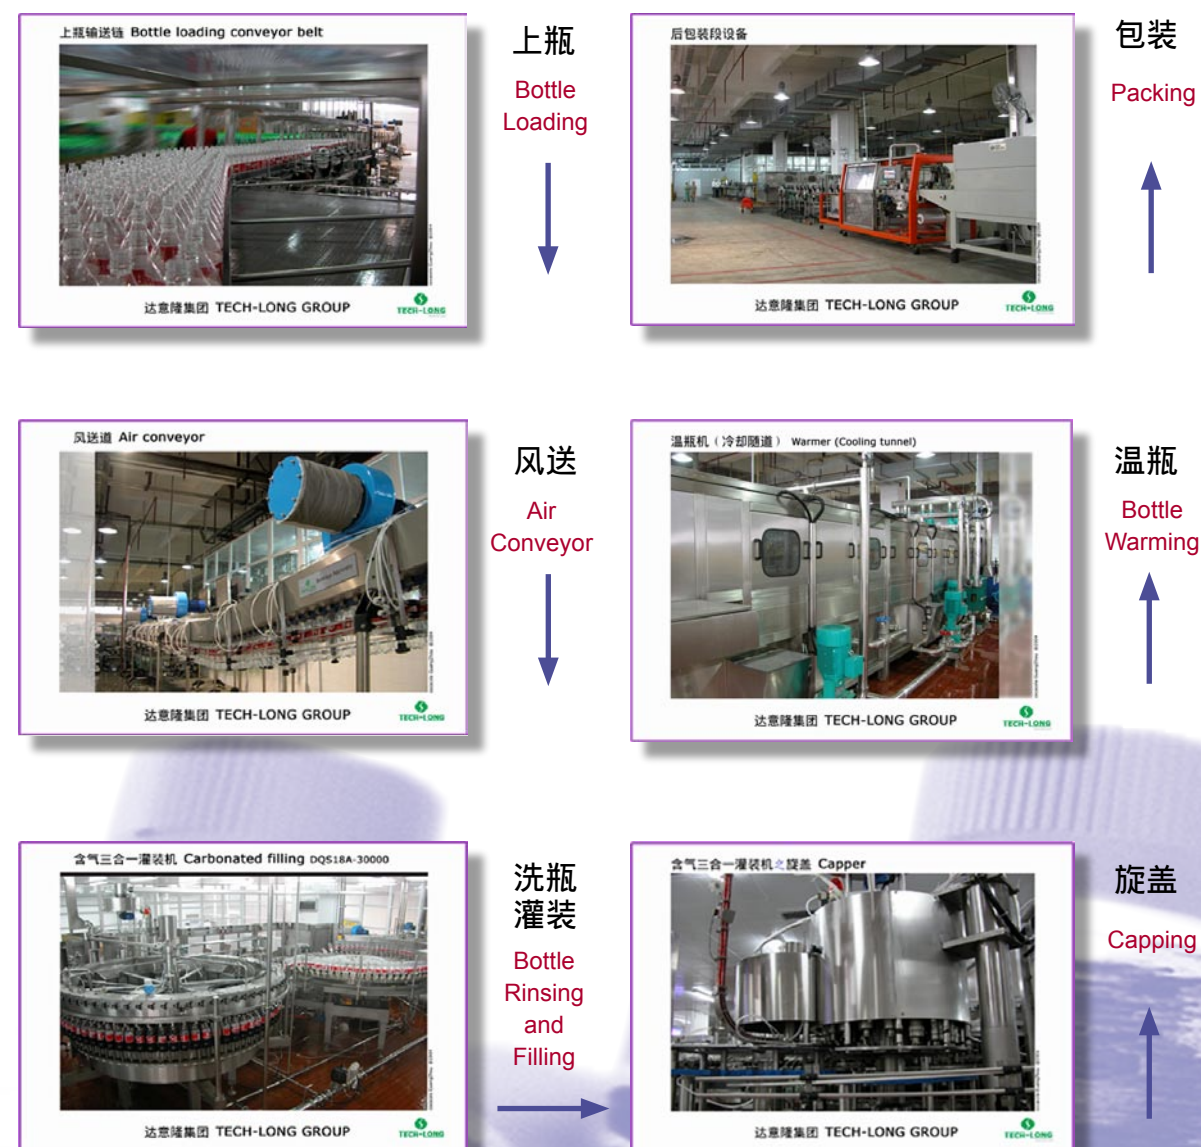 上瓶输送链 Bottle loading conveyor belt
达意隆集团 TECH-LONG GROUP
TECH-LONG
上瓶
Bottle
Loading
后包装段设备
达意隆集团 TECH-LONG GROUP
TECH-LONG
包装
Packing
风送道 Air conveyor
达意隆集团 TECH-LONG GROUP
TECH-LONG
风送
Air
Conveyor
温瓶机（冷却隧道） Warmer (Cooling tunnel)
达意隆集团 TECH-LONG GROUP
TECH-LONG
温瓶
Bottle
Warming
含气三合一灌装机 Carbonated filling DQS18A-30000
达意隆集团 TECH-LONG GROUP
TECH-LONG
洗瓶
灌装
Bottle
Rinsing
and
Filling
含气三合一灌装机之旋盖 Capper
达意隆集团 TECH-LONG GROUP
TECH-LONG
旋盖
Capping